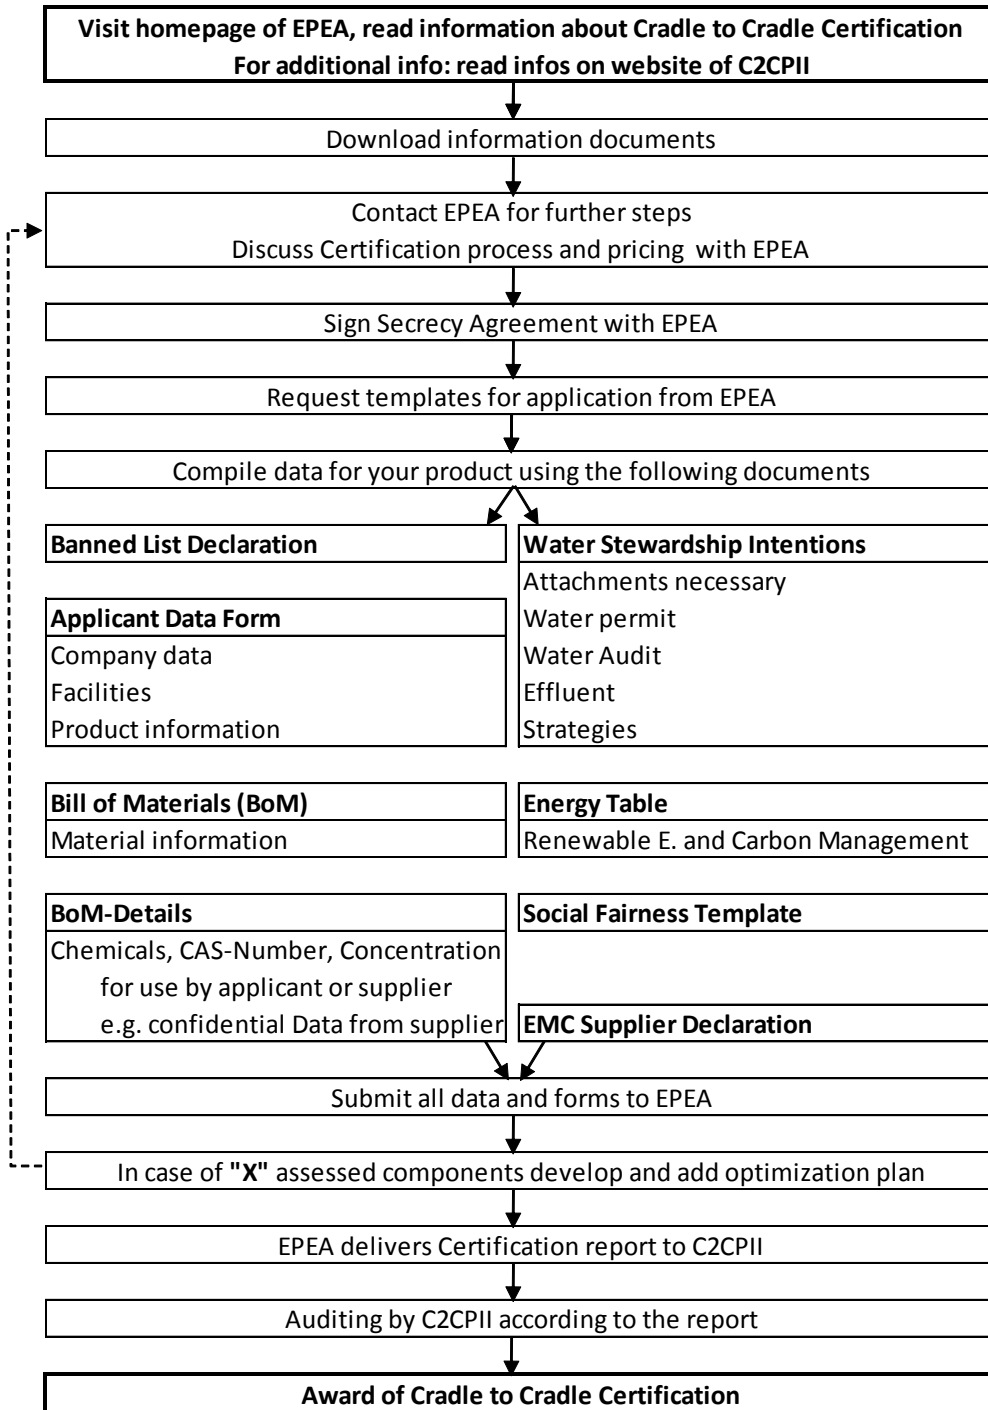 Visit homepage of EPEA, read information about Cradle to Cradle Certification
For additional info: read infos on website of C2CPII
Download information documents
Contact EPEA for further steps
Discuss Certification process and pricing with EPEA
Sign Secrecy Agreement with EPEA
Request templates for application from EPEA
Compile data for your product using the following documents
Banned List Declaration
Applicant Data Form
Company data
Facilities
Product information
Bill of Materials (BoM)
Material information
BoM-Details
Chemicals, CAS-Number, Concentration
for use by applicant or supplier
e.g. confidential Data from supplier
Water Stewardship Intentions
Attachments necessary
Water permit
Water Audit
Effluent
Strategies
Energy Table
Renewable E. and Carbon Management
Social Fairness Template
EMC Supplier Declaration
Submit all data and forms to EPEA
In case of "X" assessed components develop and add optimization plan
EPEA delivers Certification report to C2CPII
Auditing by C2CPII according to the report
Award of Cradle to Cradle Certification